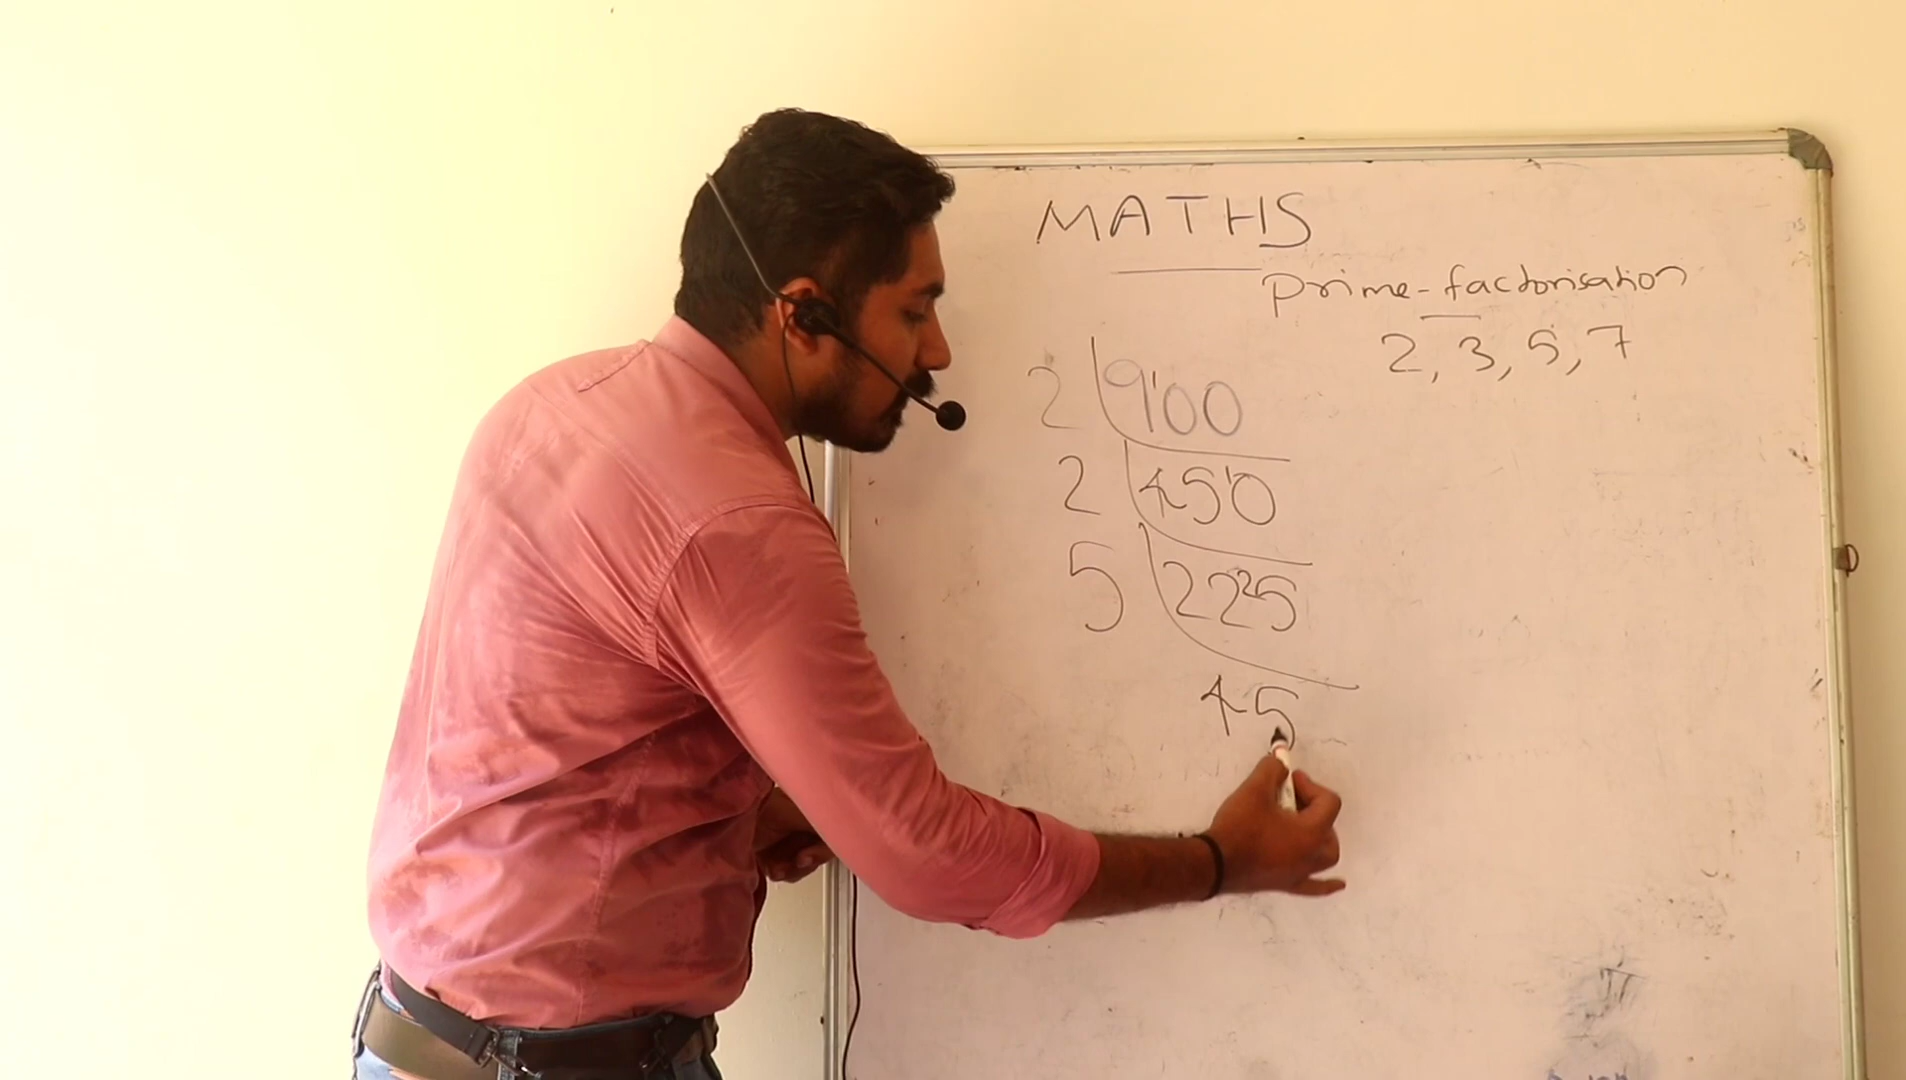 MATHS
Prime-factorisation
2, 3, 5, 7
2 900
2 450
5 225
45